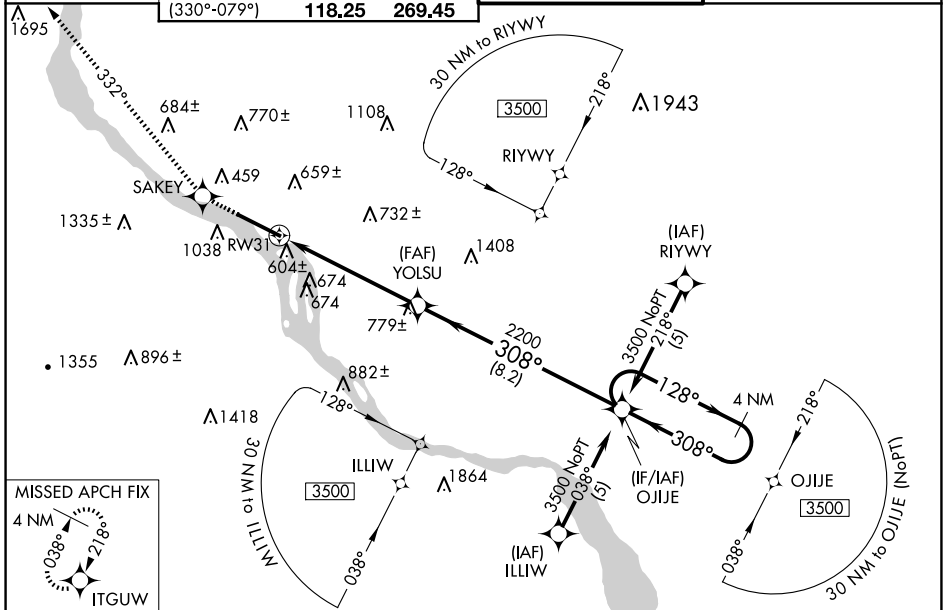 (330°-079°) 118.25 269.45
1695
332°
684±
770±
1108
30 NM to RIYWY
3500
218°
128°
RIYWY
1943
SAKEY
459
659±
1335±
1038
RW31
732±
604±
674
674
(FAF)
YOLSU
1408
779±
(IAF)
RIYWY
3500 NoPT
218°
(5)
2200
308°
(8.2)
1355
896±
882±
1418
128°
4 NM
308°
(IF/IAF)
OJIJE
128°
30 NM to ILLIW
3500
ILLIW
038°
1864
3500 NoPT
038°
(5)
(IAF)
ILLIW
218°
OJIJE
3500
038°
30 NM to OJIJE (NoPT)
MISSED APCH FIX
4 NM
038°
218°
ITGUW